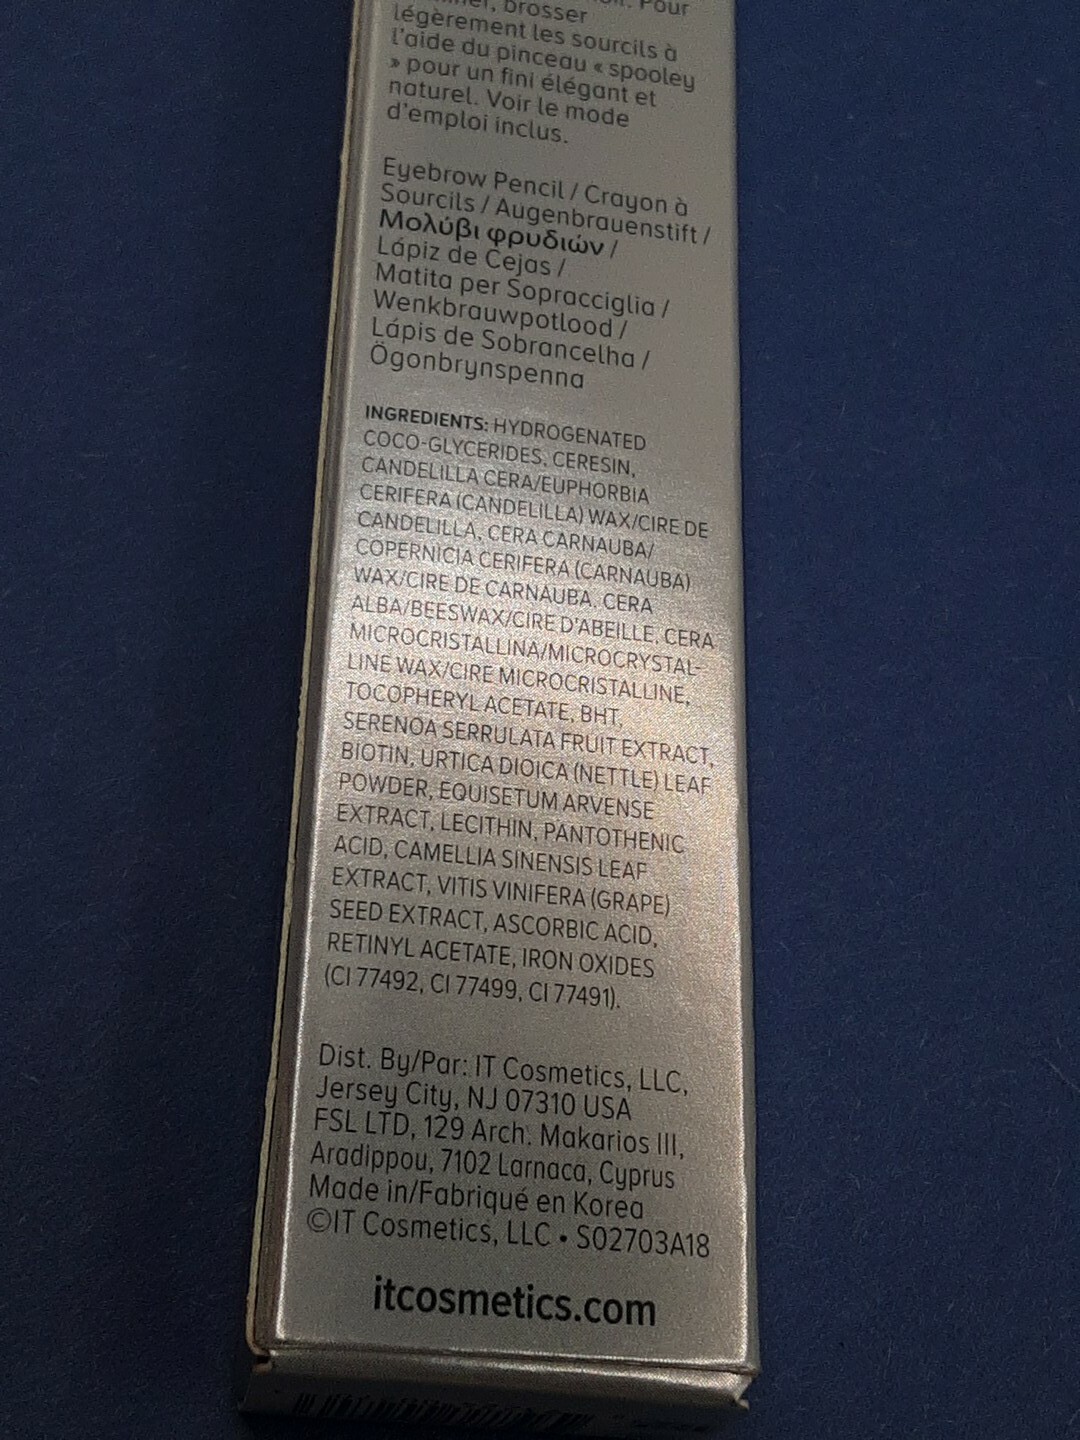 Pour
brosser
légèrement les sourcils à
l'aide du pinceau « spooley
» pour un fini élégant et
naturel. Voir le mode
d'emploi inclus.
Eyebrow Pencil / Crayon à
Sourcils / Augenbrauenstift /
Μολύβι φρυδιών /
Lápiz de Cejas /
Matita per Sopracciglia /
Wenkbrauwpotlood /
Lápis de Sobrancelha /
Ögonbrynspenna
INGREDIENTS: HYDROGENATED
COCO-GLYCERIDES, CERESIN,
CANDELILLA CERA/EUPHORBIA
CERIFERA (CANDELILLA) WAX/CIRE DE
CANDELILLA, CERA CARNAUBA/
COPERNICIA CERIFERA (CARNAUBA)
WAX/CIRE DE CARNAUBA, CERA
ALBA/BEESWAX/CIRE D'ABEILLE, CERA
MICROCRISTALLINA/MICROCRYSTAL-
LINE WAX/CIRE MICROCRISTALLINE,
TOCOPHERYL ACETATE, BHT,
SERENOA SERRULATA FRUIT EXTRACT,
BIOTIN, URTICA DIOICA (NETTLE) LEAF
POWDER, EQUISETUM ARVENSE
EXTRACT, LECITHIN, PANTOTHENIC
ACID, CAMELLIA SINENSIS LEAF
EXTRACT, VITIS VINIFERA (GRAPE)
SEED EXTRACT, ASCORBIC ACID,
RETINYL ACETATE, IRON OXIDES
(CI 77492, CI 77499, CI 77491).
Dist. By/Par: IT Cosmetics, LLC,
Jersey City, NJ 07310 USA
FSL LTD, 129 Arch. Makarios III,
Aradippou, 7102 Larnaca, Cyprus
Made in/Fabriqué en Korea
©IT Cosmetics, LLC • S02703A18
itcosmetics.com